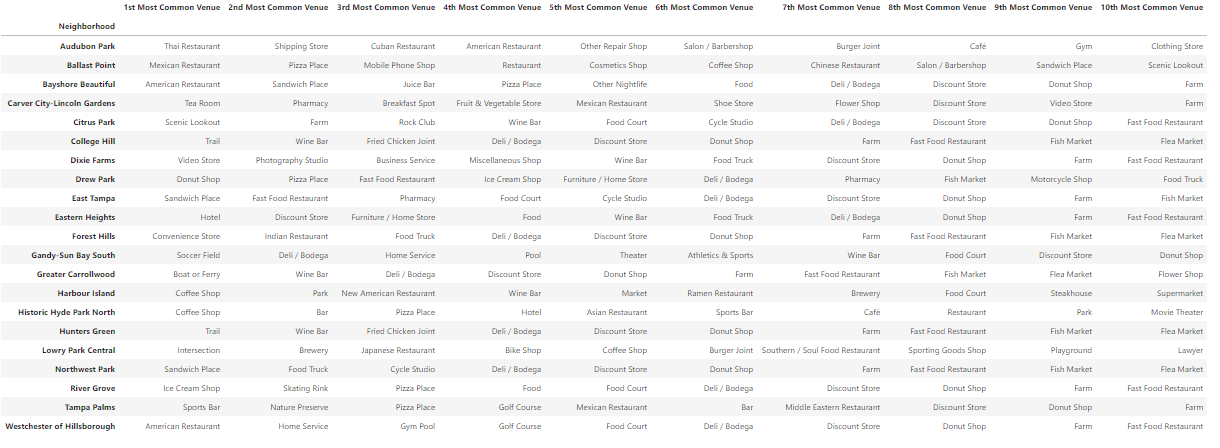 1st Most Common Venue 2nd Most Common Venue 3rd Most Common Venue 4th Most Common Venue 5th Most Common Venue 6th Most Common Venue 7th Most Common Venue 8th Most Common Venue 9th Most Common Venue 10th Most Common Venue
Neighborhood
Audubon Park Thai Restaurant Shipping Store Cuban Restaurant American Restaurant Other Repair Shop Salon / Barbershop Burger Joint Café Gym Clothing Store
Ballast Point Mexican Restaurant Pizza Place Mobile Phone Shop Restaurant Cosmetics Shop Coffee Shop Chinese Restaurant Salon / Barbershop Sandwich Place Scenic Lookout
Bayshore Beautiful American Restaurant Sandwich Place Juice Bar Pizza Place Other Nightlife Food Deli / Bodega Discount Store Donut Shop Farm
Carver City-Lincoln Gardens Tea Room Pharmacy Breakfast Spot Fruit & Vegetable Store Mexican Restaurant Shoe Store Flower Shop Discount Store Video Store Farm
Citrus Park Scenic Lookout Farm Rock Club Wine Bar Food Court Cycle Studio Deli / Bodega Discount Store Donut Shop Fast Food Restaurant
College Hill Trail Wine Bar Fried Chicken Joint Deli / Bodega Discount Store Donut Shop Farm Fast Food Restaurant Fish Market Flea Market
Dixie Farms Video Store Photography Studio Business Service Miscellaneous Shop Wine Bar Food Truck Discount Store Donut Shop Farm Fast Food Restaurant
Drew Park Donut Shop Pizza Place Fast Food Restaurant Ice Cream Shop Furniture / Home Store Deli / Bodega Pharmacy Fish Market Motorcycle Shop Food Truck
East Tampa Sandwich Place Fast Food Restaurant Pharmacy Food Court Cycle Studio Deli / Bodega Discount Store Donut Shop Farm Fish Market
Eastern Heights Hotel Discount Store Furniture / Home Store Food Wine Bar Food Truck Deli / Bodega Donut Shop Farm Fast Food Restaurant
Forest Hills Convenience Store Indian Restaurant Food Truck Deli / Bodega Discount Store Donut Shop Farm Fast Food Restaurant Fish Market Flea Market
Gandy-Sun Bay South Soccer Field Deli / Bodega Home Service Pool Theater Athletics & Sports Wine Bar Food Court Discount Store Donut Shop
Greater Carrollwood Boat or Ferry Wine Bar Deli / Bodega Discount Store Donut Shop Farm Fast Food Restaurant Fish Market Flea Market Flower Shop
Harbour Island Coffee Shop Park New American Restaurant Wine Bar Market Ramen Restaurant Brewery Food Court Steakhouse Supermarket
Historic Hyde Park North Coffee Shop Bar Pizza Place Hotel Asian Restaurant Sports Bar Café Restaurant Park Movie Theater
Hunters Green Trail Wine Bar Fried Chicken Joint Deli / Bodega Discount Store Donut Shop Farm Fast Food Restaurant Fish Market Flea Market
Lowry Park Central Intersection Brewery Japanese Restaurant Bike Shop Coffee Shop Burger Joint Southern / Soul Food Restaurant Sporting Goods Shop Playground Lawyer
Northwest Park Sandwich Place Food Truck Cycle Studio Deli / Bodega Discount Store Donut Shop Farm Fast Food Restaurant Fish Market Flea Market
River Grove Ice Cream Shop Skating Rink Pizza Place Food Food Court Deli / Bodega Discount Store Donut Shop Farm Fast Food Restaurant
Tampa Palms Sports Bar Nature Preserve Pizza Place Golf Course Mexican Restaurant Bar Middle Eastern Restaurant Discount Store Donut Shop Farm
Westchester of Hillsborough American Restaurant Home Service Gym Pool Golf Course Food Court Deli / Bodega Discount Store Donut Shop Farm Fast Food Restaurant